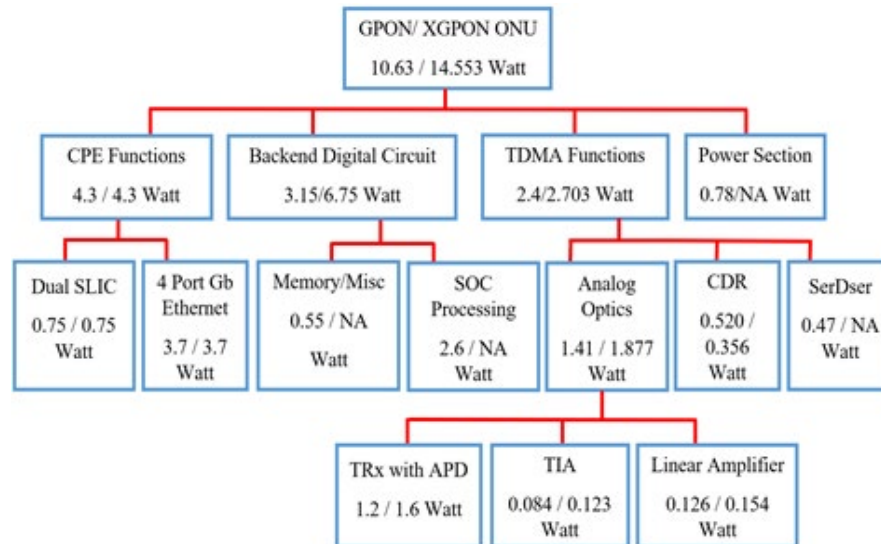 GPON/ XGPON ONU
10.63 / 14.553 Watt
CPE Functions
4.3 / 4.3 Watt
Backend Digital Circuit
3.15/6.75 Watt
TDMA Functions
2.4/2.703 Watt
Power Section
0.78/NA Watt
Dual SLIC
0.75 / 0.75
Watt
4 Port Gb
Ethernet
3.7 / 3.7
Watt
Memory/Misc
0.55 / NA
Watt
SOC
Processing
2.6 / NA
Watt
Analog
Optics
1.41 / 1.877
Watt
CDR
0.520 /
0.356
Watt
SerDser
0.47 / NA
Watt
TRx with APD
1.2 / 1.6 Watt
TIA
0.084 / 0.123
Watt
Linear Amplifier
0.126 / 0.154
Watt